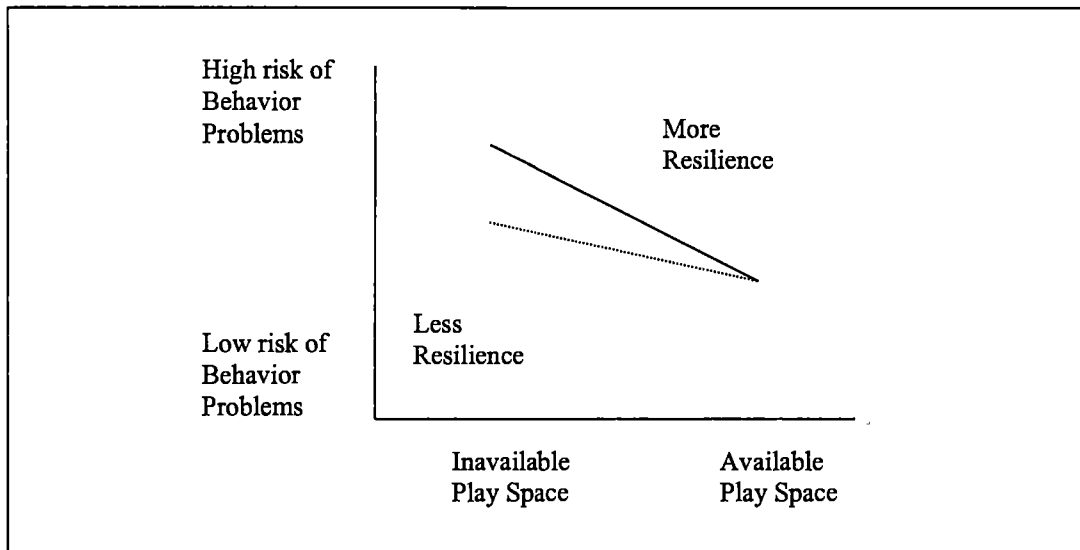 High risk of
Behavior
Problems
More
Resilience
Less
Resilience
Low risk of
Behavior
Problems
Inavailable
Play Space
Available
Play Space